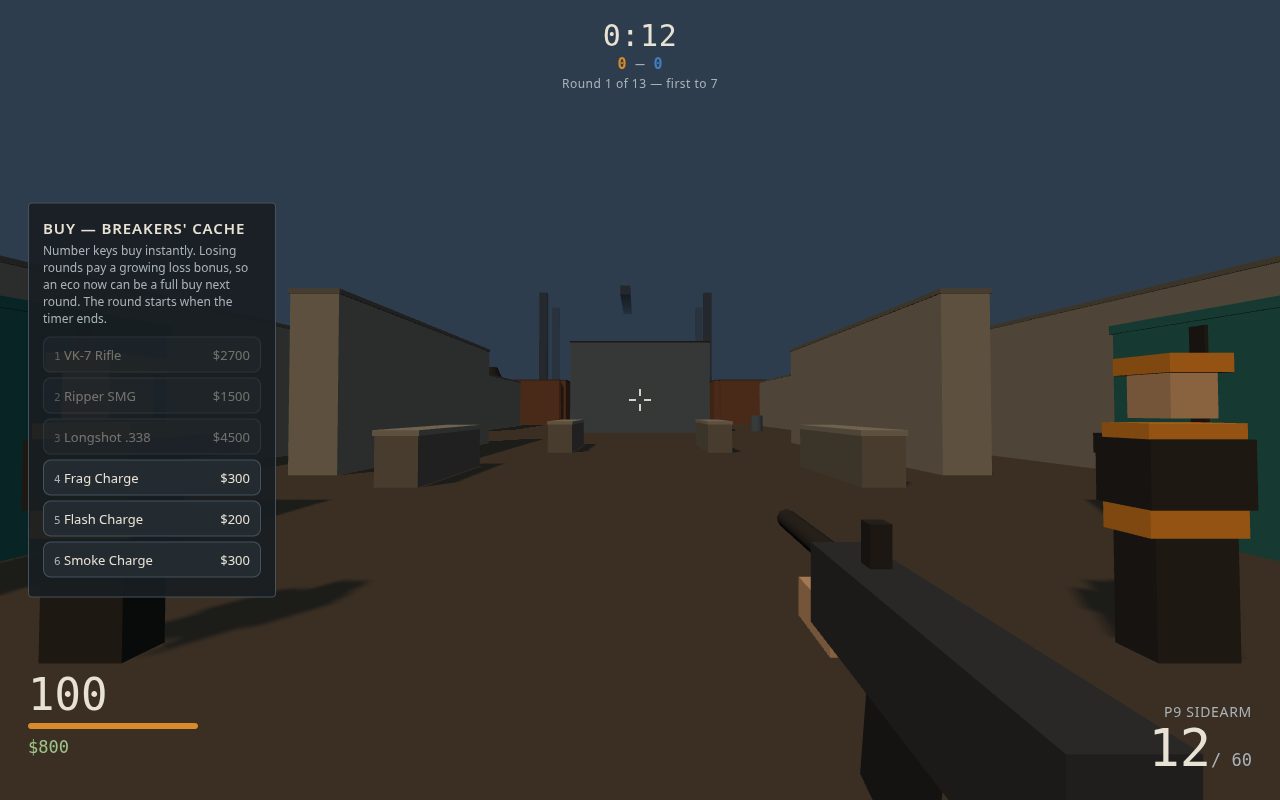 0:12
0 — 0
Round 1 of 13 — first to 7
BUY — BREAKERS' CACHE
Number keys buy instantly. Losing
rounds pay a growing loss bonus, so
an eco now can be a full buy next
round. The round starts when the
timer ends.
1 VK-7 Rifle $2700
2 Ripper SMG $1500
3 Longshot .338 $4500
4 Frag Charge $300
5 Flash Charge $200
6 Smoke Charge $300
100
$800
P9 SIDEARM
12 / 60